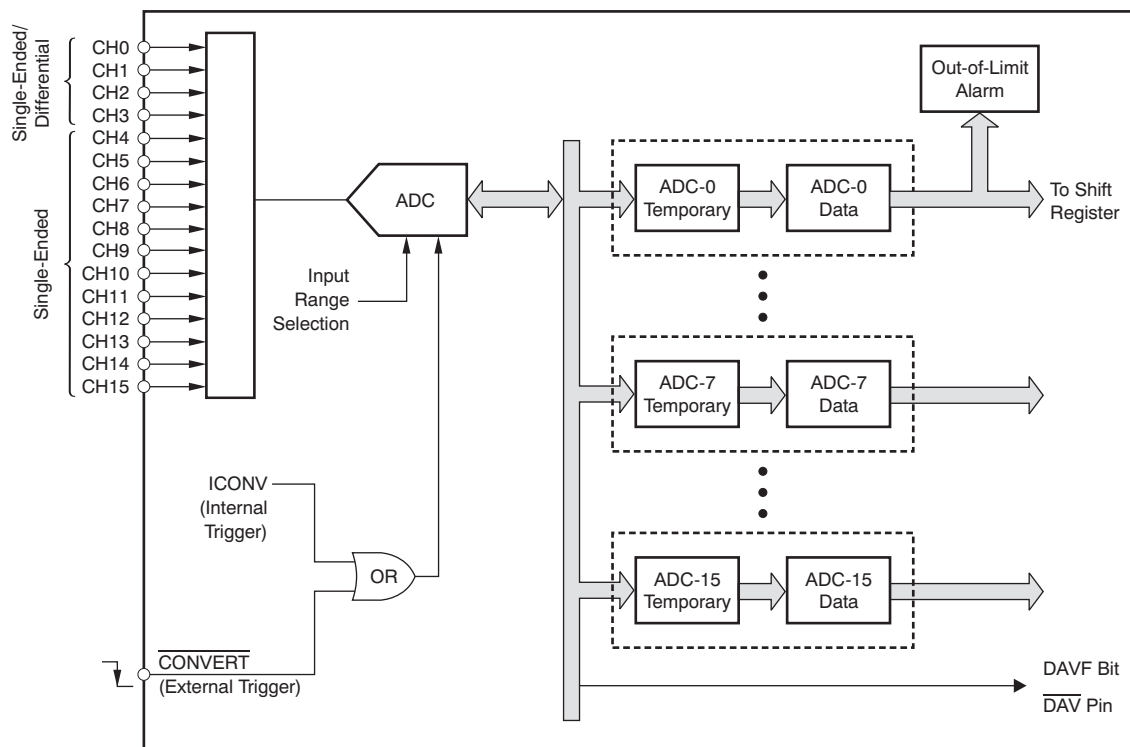 Single-Ended/
Differential
CH0
CH1
CH2
CH3
Single-Ended
CH4
CH5
CH6
CH7
CH8
CH9
CH10
CH11
CH12
CH13
CH14
CH15
ADC
Input
Range
Selection
ICONV
(Internal
Trigger)
OR
CONVERT
(External Trigger)
Out-of-Limit
Alarm
ADC-0
Temporary
ADC-0
Data
To Shift
Register
ADC-7
Temporary
ADC-7
Data
ADC-15
Temporary
ADC-15
Data
DAVF Bit
DAV Pin